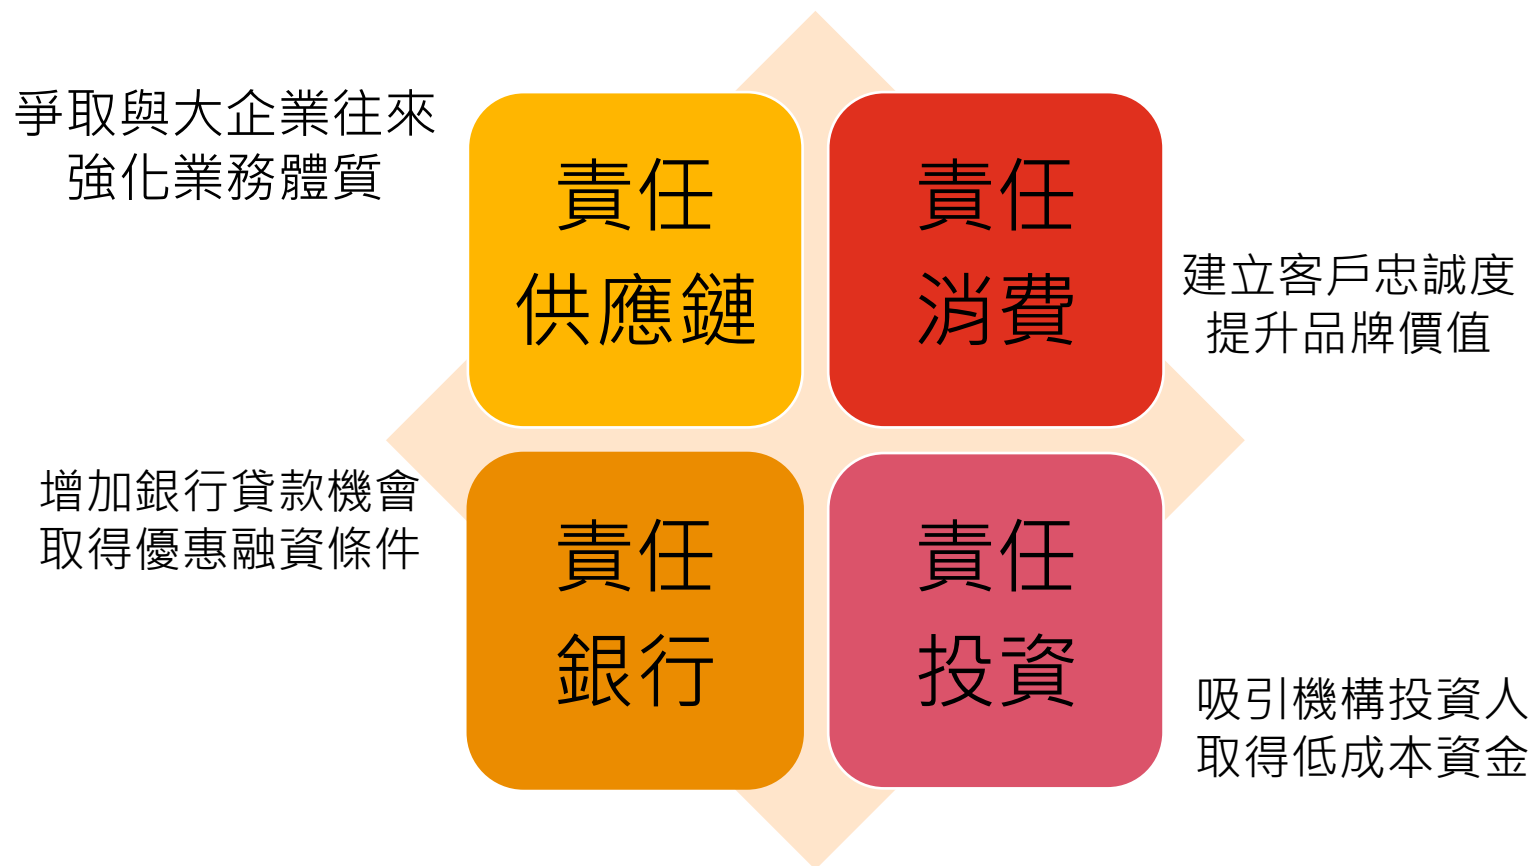 爭取與大企業往來
強化業務體質
責任
供應鏈
責任
消費
建立客戶忠誠度
提升品牌價值
增加銀行貸款機會
取得優惠融資條件
責任
銀行
責任
投資
吸引機構投資人
取得低成本資金